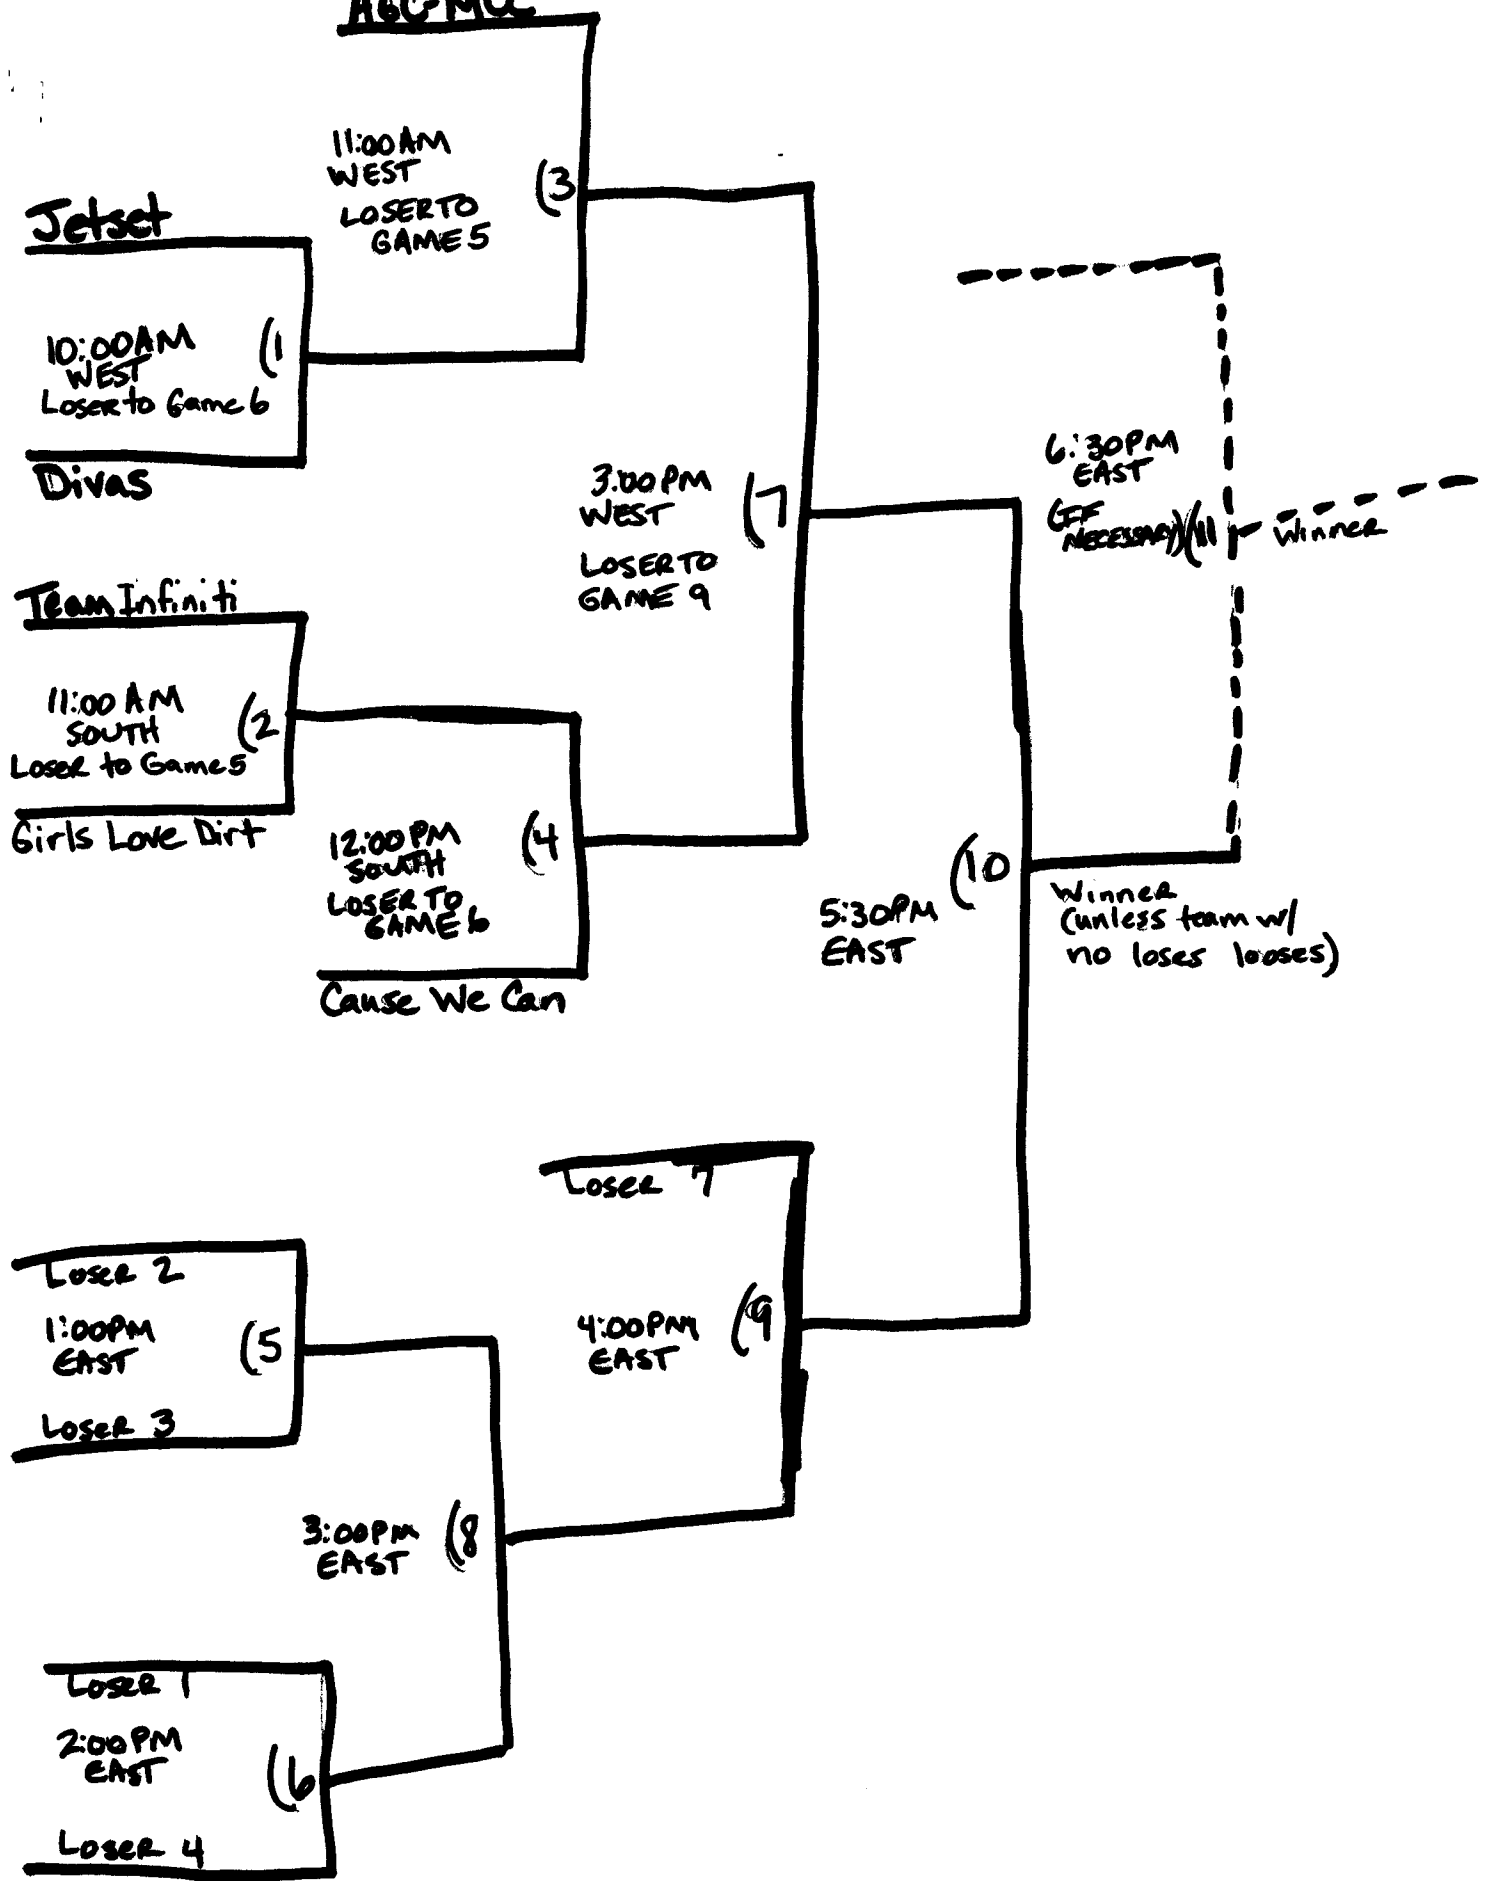 11:00AM
WEST
LOSER TO
GAME 5
(3
Jetset
10:00AM
WEST
Loser to Game 6
(1
Divas
6:30PM
EAST
(IF
NECESSARY)
(11
Winner
3:00PM
WEST
LOSER TO
GAME 9
(7
Team Infiniti
11:00 AM
SOUTH
Loser to Game 5
(2
Girls Love Dirt
12:00PM
SOUTH
LOSER TO
GAME 6
(4
Cause We Can
(10
5:30PM
EAST
Winner
(unless team w/
no loses looses)
Loser 7
4:00PM
EAST
(9
Loser 2
1:00PM
EAST
(5
Loser 3
3:00PM
EAST
(8
Loser 1
2:00PM
EAST
(6
Loser 4